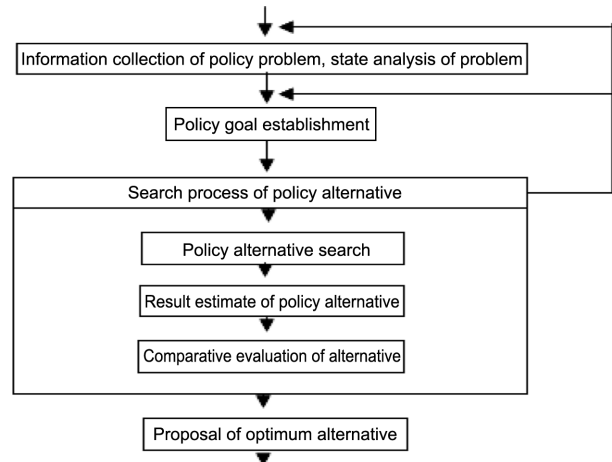 Information collection of policy problem, state analysis of problem
Policy goal establishment
Search process of policy alternative
Policy alternative search
Result estimate of policy alternative
Comparative evaluation of alternative
Proposal of optimum alternative